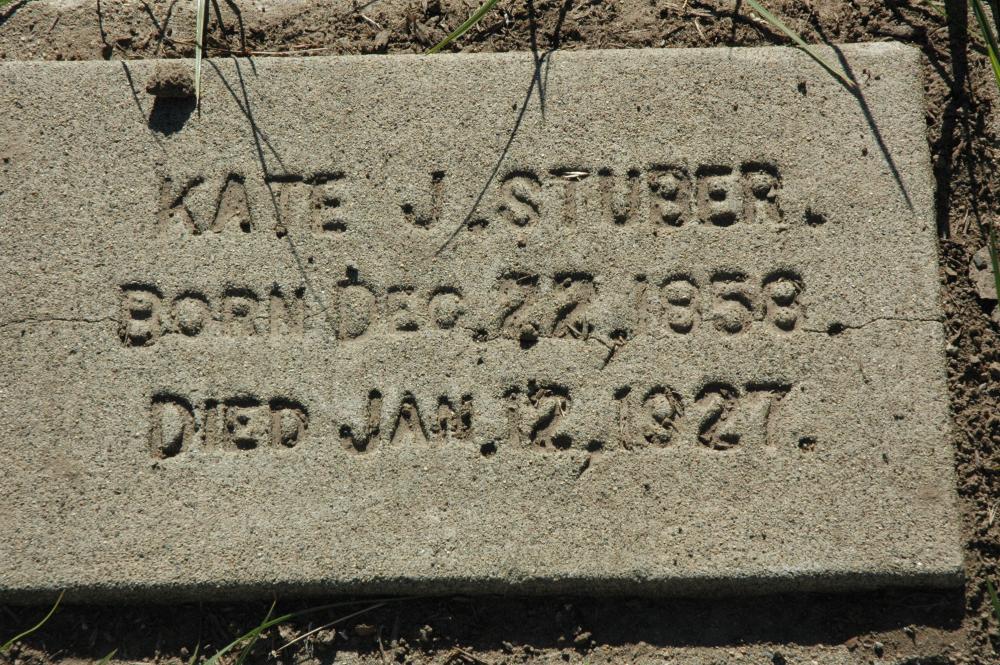 KATE J. STUBER.
BORN DEC. 22, 1858.
DIED JAN. 12, 1927.